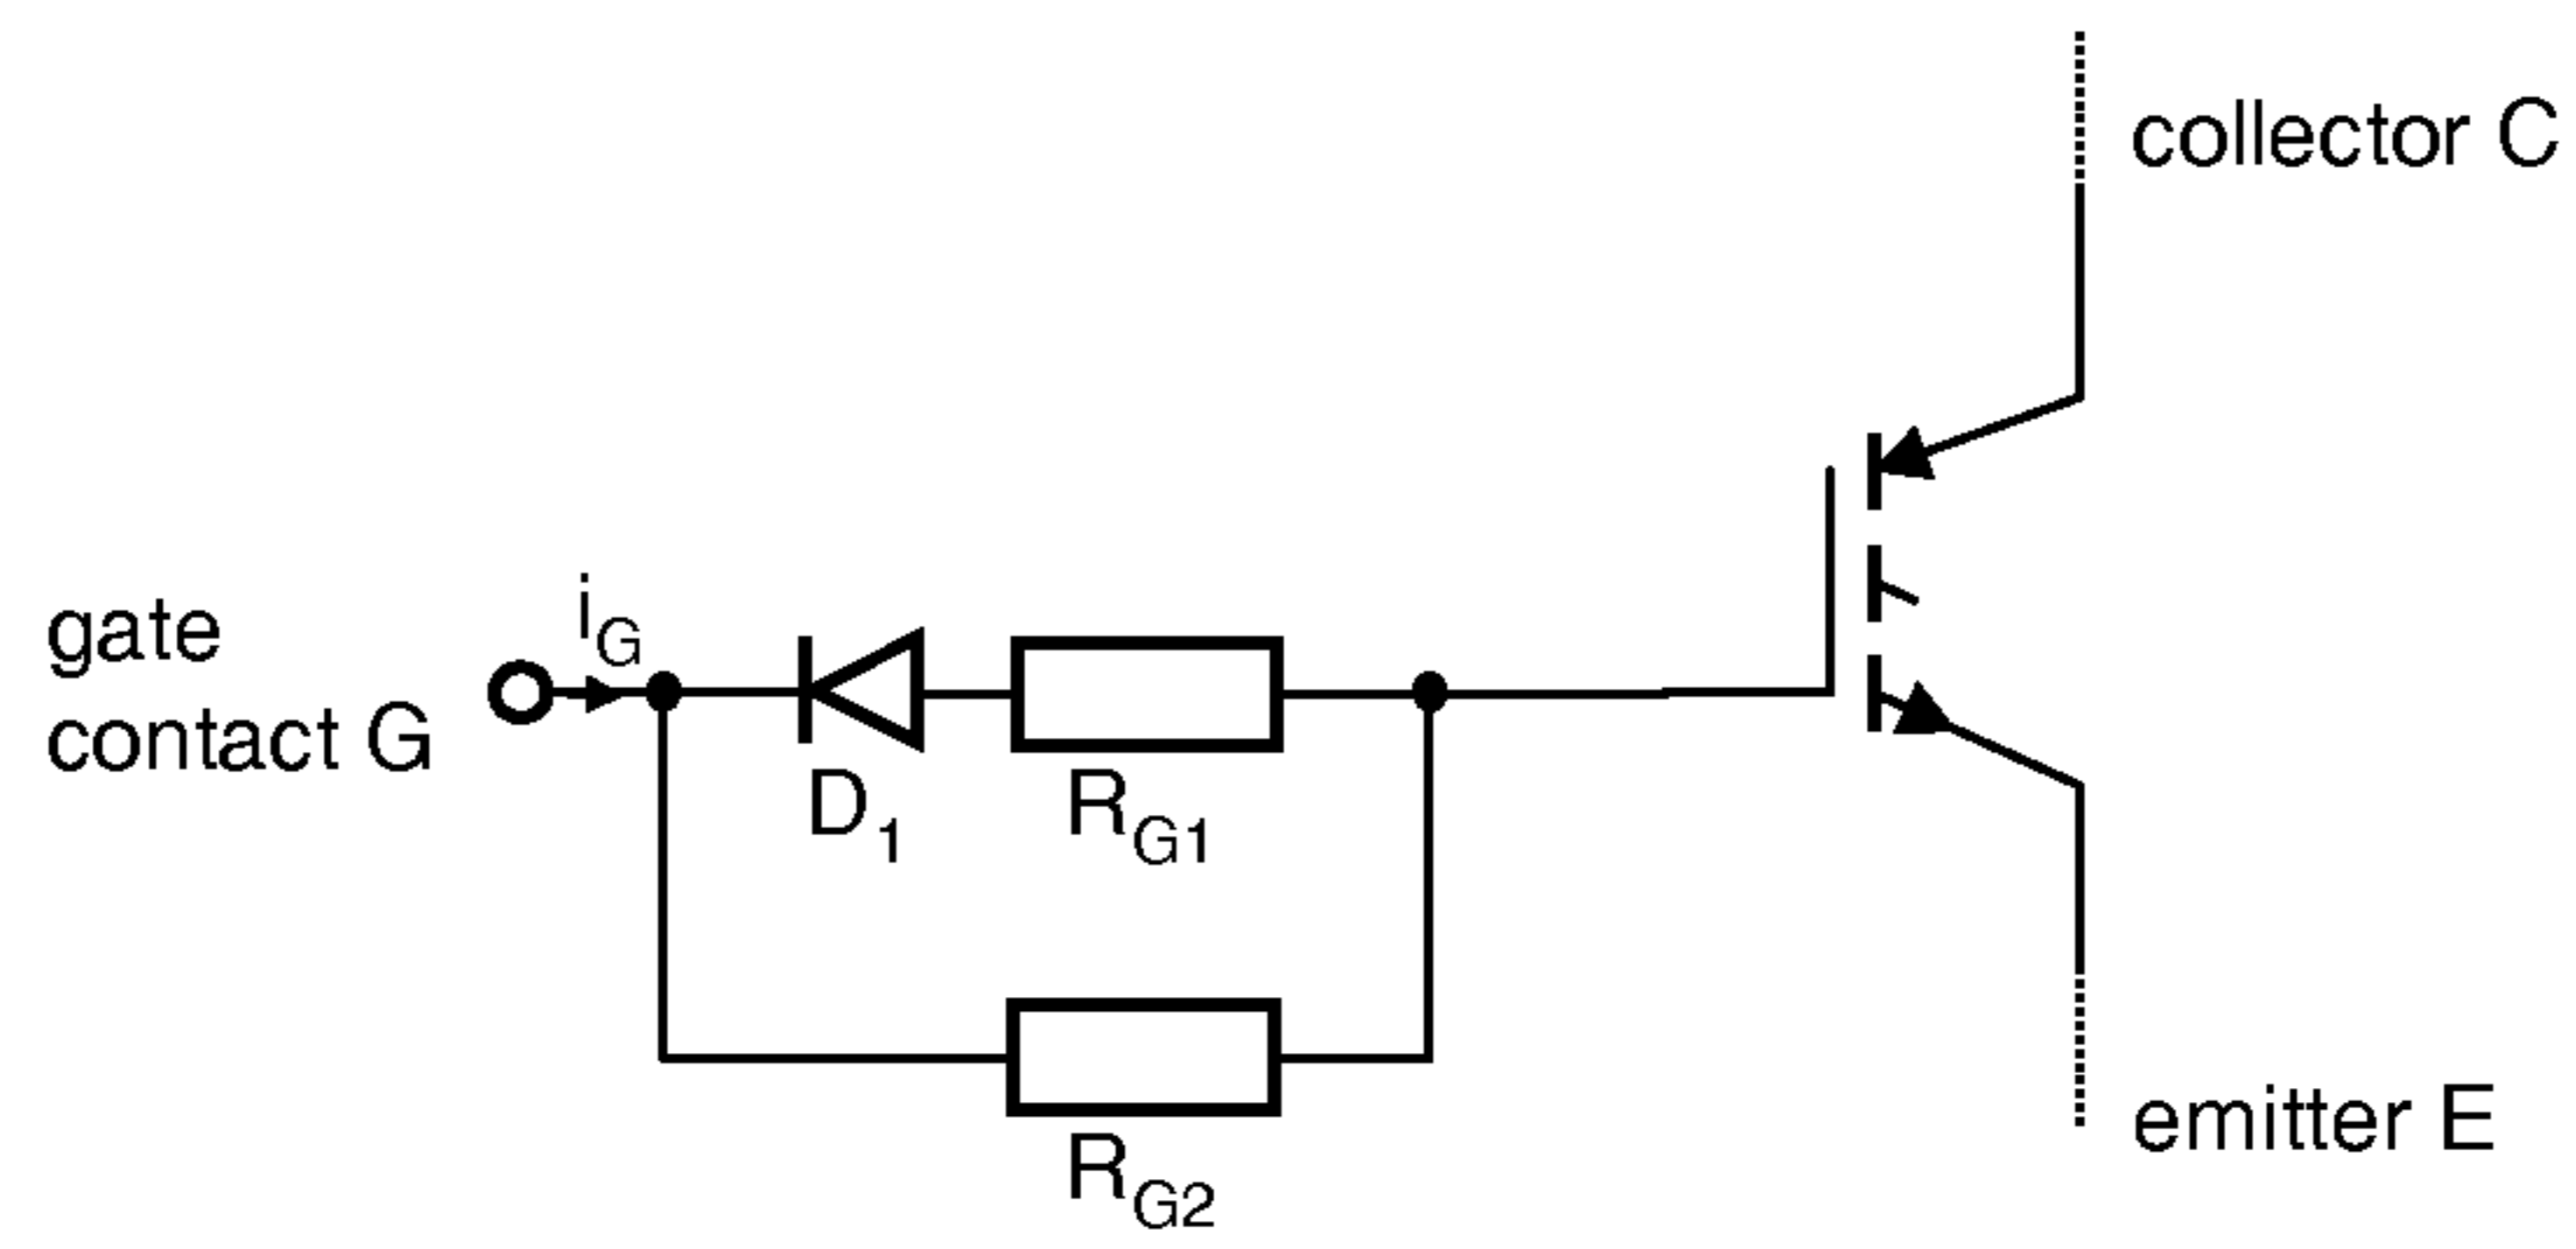 collector C
gate
contact G
iG
D1
RG1
RG2
emitter E